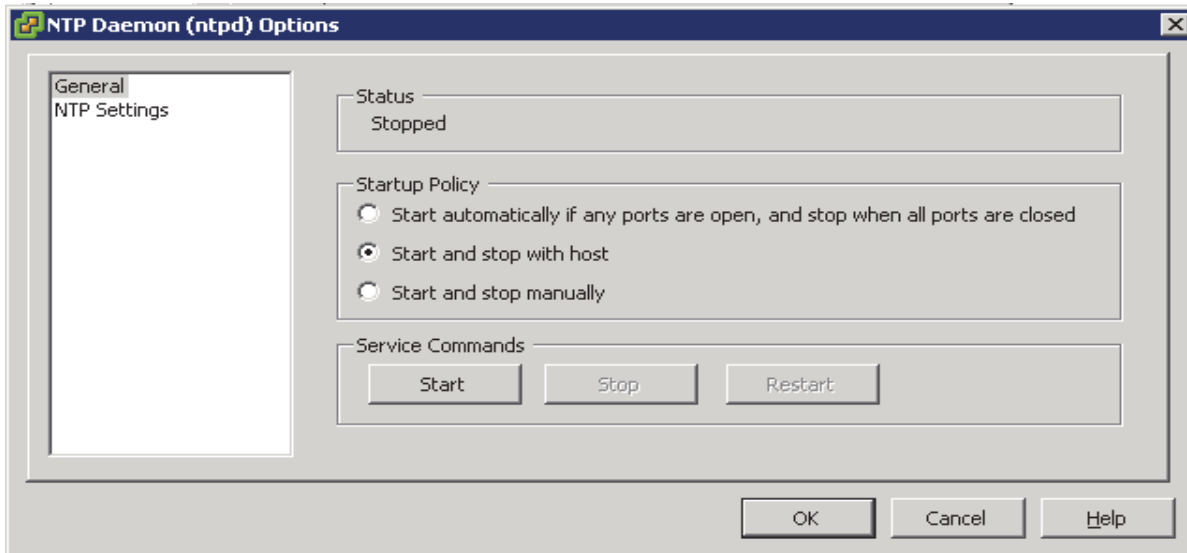 NTP Daemon (ntpd) Options
General
NTP Settings
Status
Stopped
Startup Policy
Start automatically if any ports are open, and stop when all ports are closed
Start and stop with host
Start and stop manually
Service Commands
Start Stop Restart
OK Cancel Help